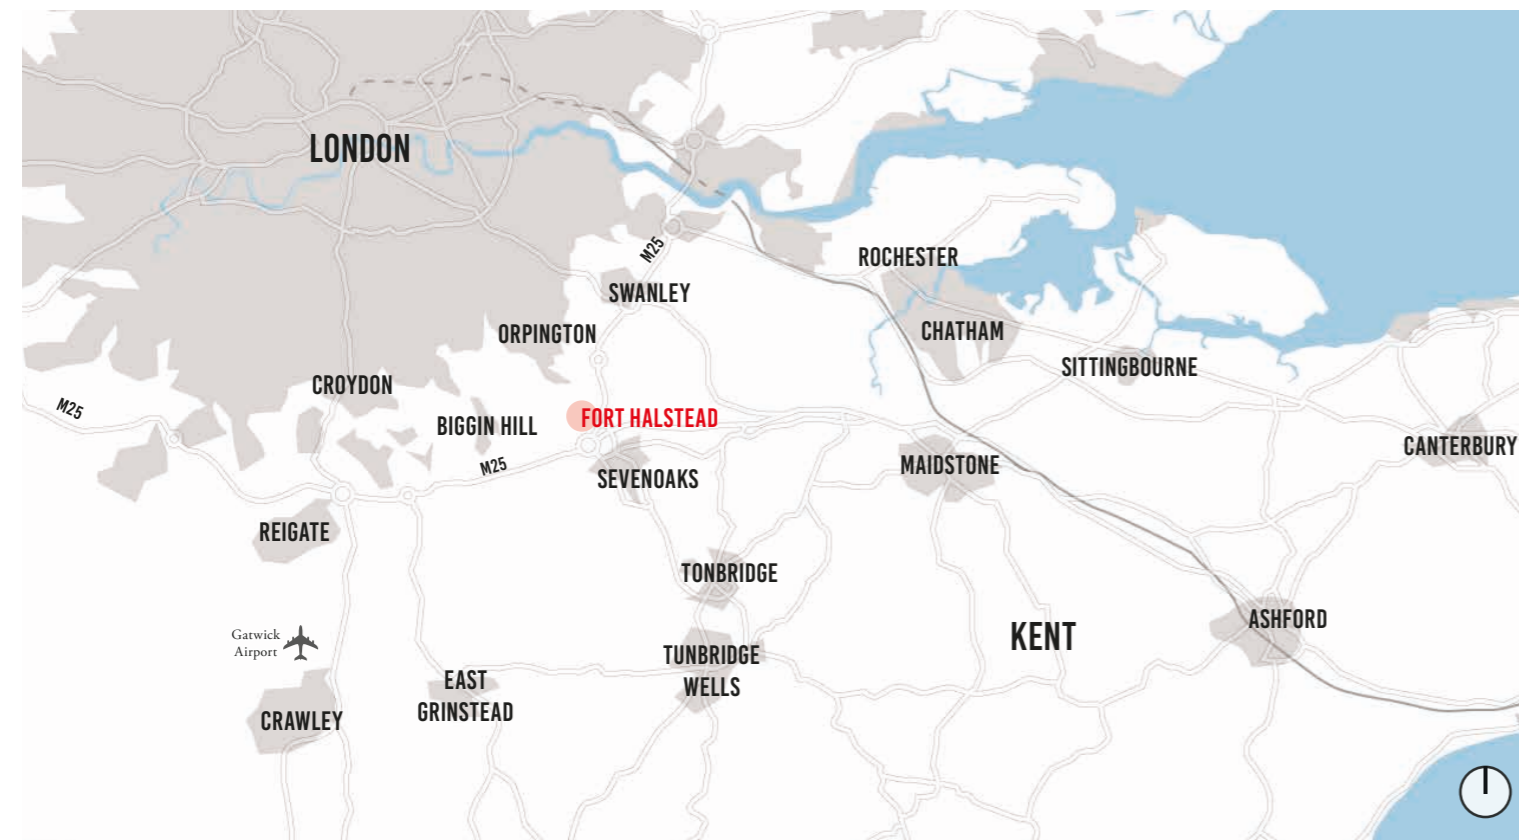 LONDON
M25
ROCHESTER
SWANLEY
CHATHAM
ORPINGTON
SITTINGBOURNE
CROYDON
M25
FORT HALSTEAD
BIGGIN HILL
CANTERBURY
M25
MAIDSTONE
SEVENOAKS
REIGATE
TONBRIDGE
ASHFORD
KENT
Gatwick
Airport
TUNBRIDGE
WELLS
EAST
GRINSTEAD
CRAWLEY